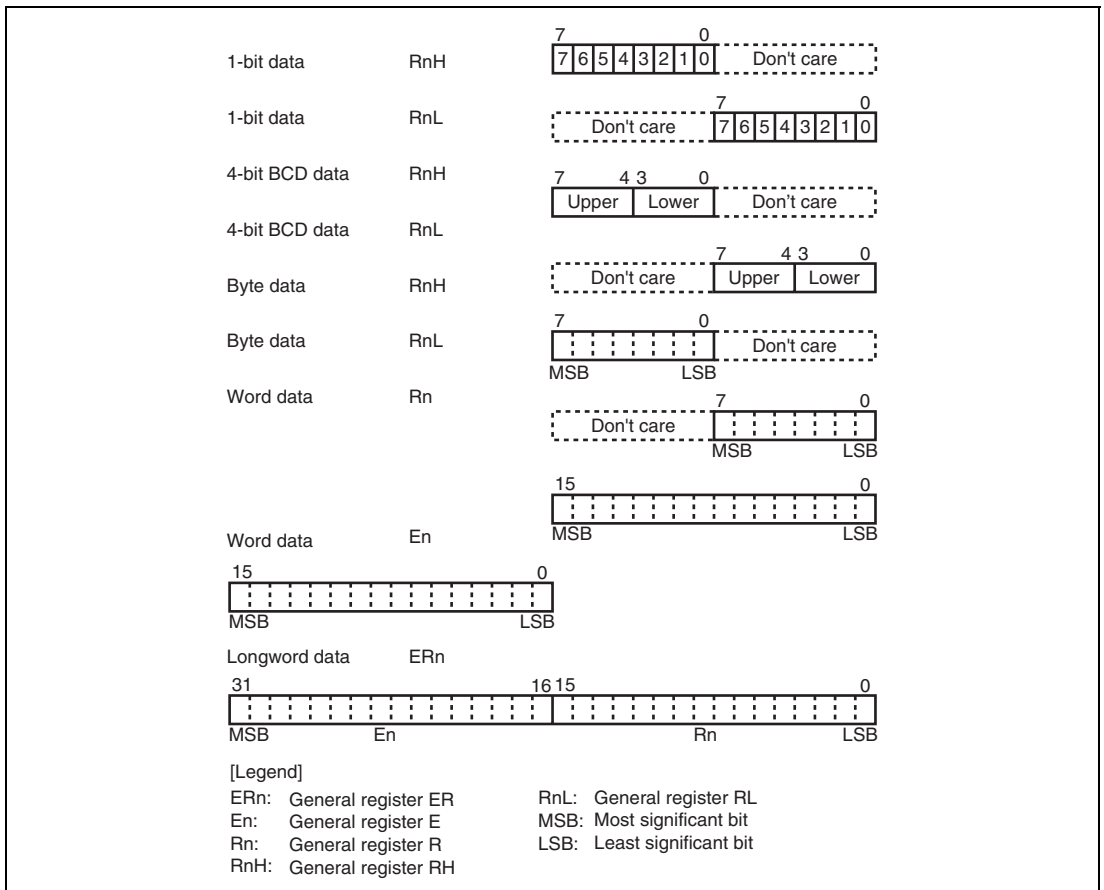 7 0
1-bit data RnH 7 6 5 4 3 2 1 0 Don't care
7 0
1-bit data RnL Don't care 7 6 5 4 3 2 1 0
4-bit BCD data RnH 7 4 3 0
Upper Lower Don't care
4-bit BCD data RnL
7 4 3 0
Byte data RnH Don't care Upper Lower
7 0
Byte data RnL Don't care
MSB LSB
Word data Rn 7 0
Don't care
MSB LSB
15 0
MSB LSB
Word data En
15 0
MSB LSB
Longword data ERn
31 16 15 0
MSB En Rn LSB
[Legend]
ERn: General register ER RnL: General register RL
En: General register E MSB: Most significant bit
Rn: General register R LSB: Least significant bit
RnH: General register RH